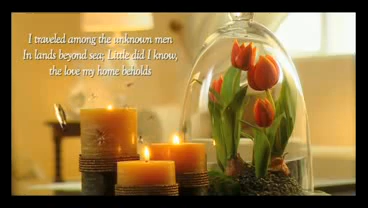 I traveled among the unknown men
In lands beyond sea; Little did I know,
the love my home beholds